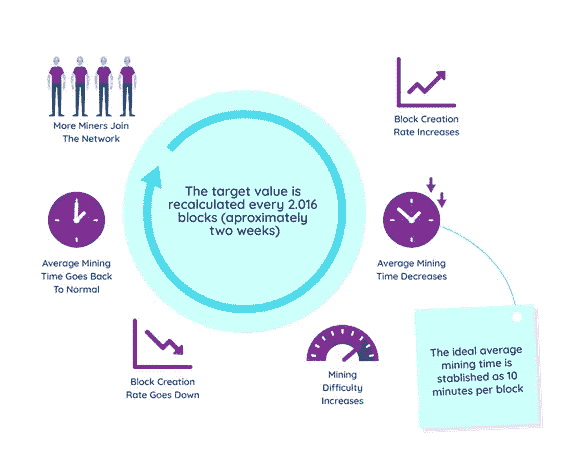 More Miners Join
The Network
Block Creation
Rate Increases
The target value is
recalculated every 2.016
blocks (aproximately
two weeks)
Average Mining
Time Goes Back
To Normal
Average Mining
Time Decreases
Block Creation
Rate Goes Down
Mining
Difficulty
Increases
The ideal average
mining time is
stablished as 10
minutes per block